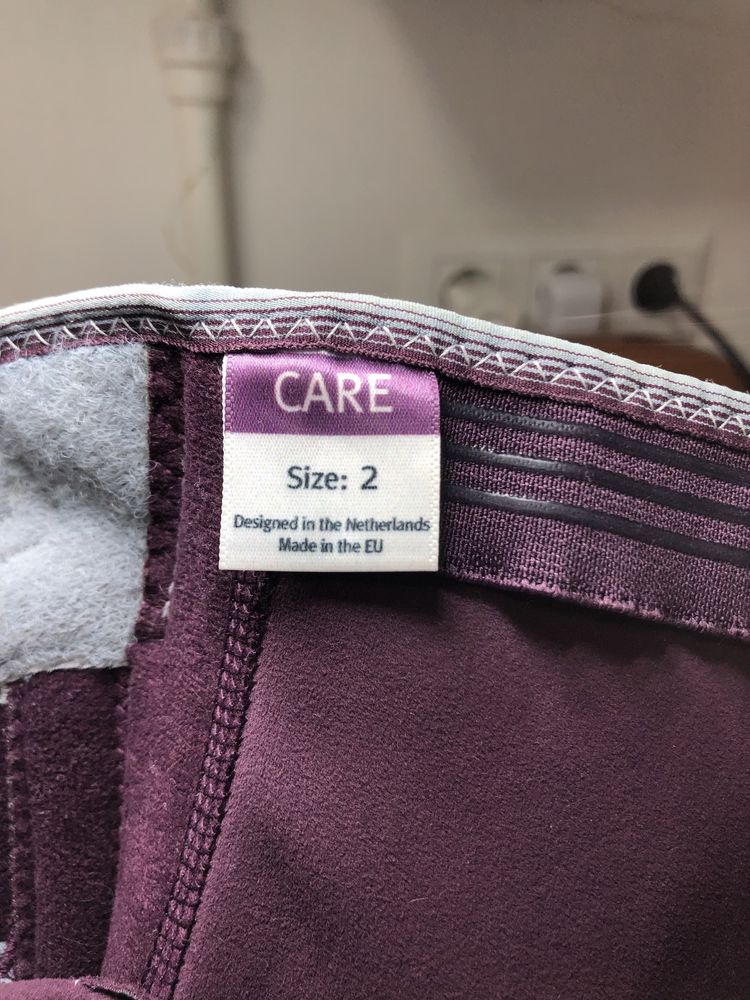 CARE
Size: 2
Designed in the Netherlands
Made in the EU